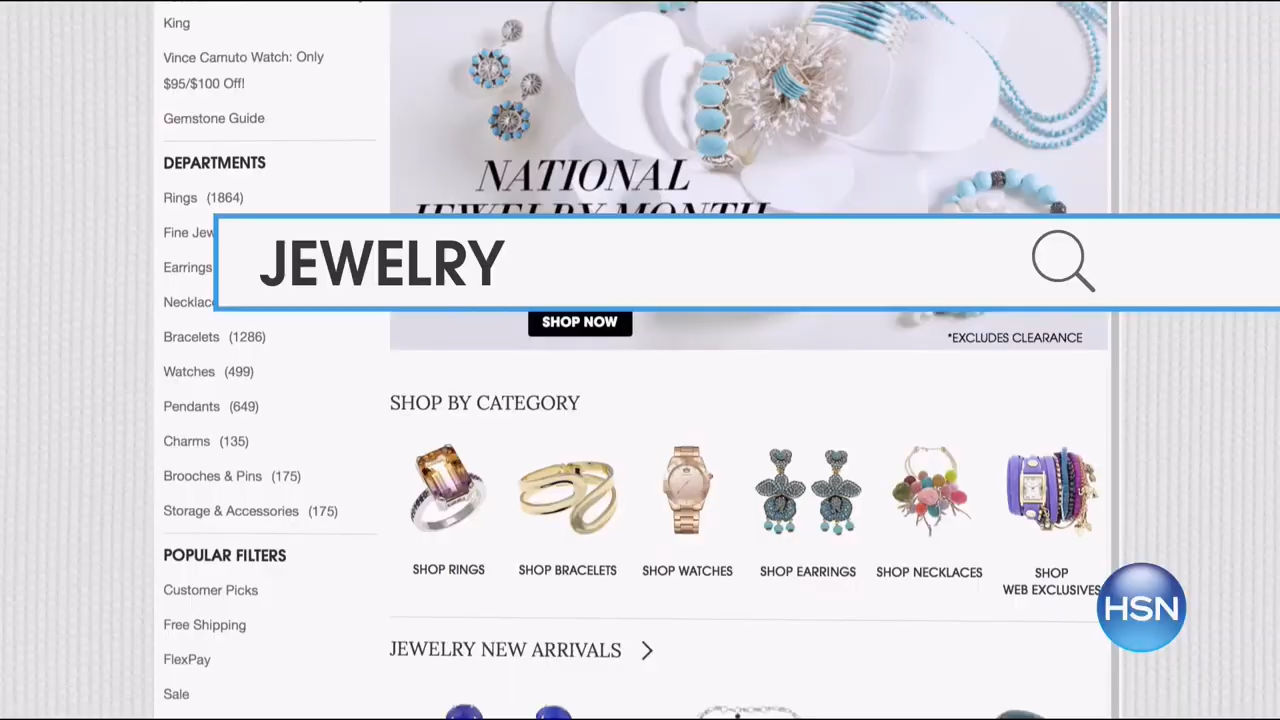 King
Vince Camuto Watch: Only
$95/$100 Off!
Gemstone Guide
DEPARTMENTS
Rings (1864)
Fine Jew
Earrings
Necklac
Bracelets (1286)
Watches (499)
Pendants (649)
Charms (135)
Brooches & Pins (175)
Storage & Accessories (175)
POPULAR FILTERS
Customer Picks
Free Shipping
FlexPay
Sale
NATIONAL
JEWELRY MONTH
JEWELRY
SHOP NOW
*EXCLUDES CLEARANCE
SHOP BY CATEGORY
SHOP RINGS
SHOP BRACELETS
SHOP WATCHES
SHOP EARRINGS
SHOP NECKLACES
SHOP
WEB EXCLUSIVES
JEWELRY NEW ARRIVALS
HSN